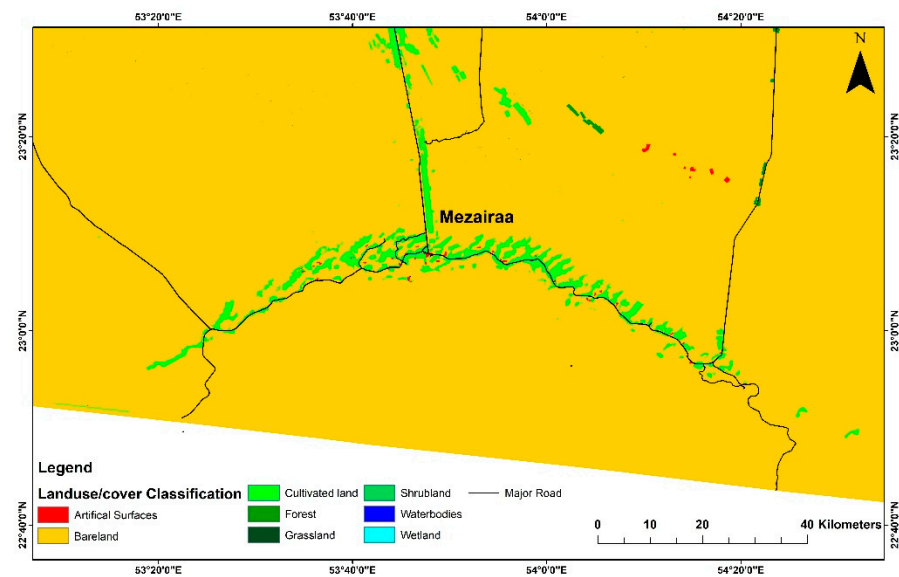 53°20'0"E 53°40'0"E 54°0'0"E 54°20'0"E
N
23°20'0"N 23°20'0"N
Mezairaa
23°0'0"N 23°0'0"N
Legend
Landuse/cover Classification
Artifical Surfaces
Bareland
Cultivated land
Forest
Grassland
Shrubland
Waterbodies
Wetland
Major Road
0 10 20 40 Kilometers
22°40'0"N 22°40'0"N
53°20'0"E 53°40'0"E 54°0'0"E 54°20'0"E